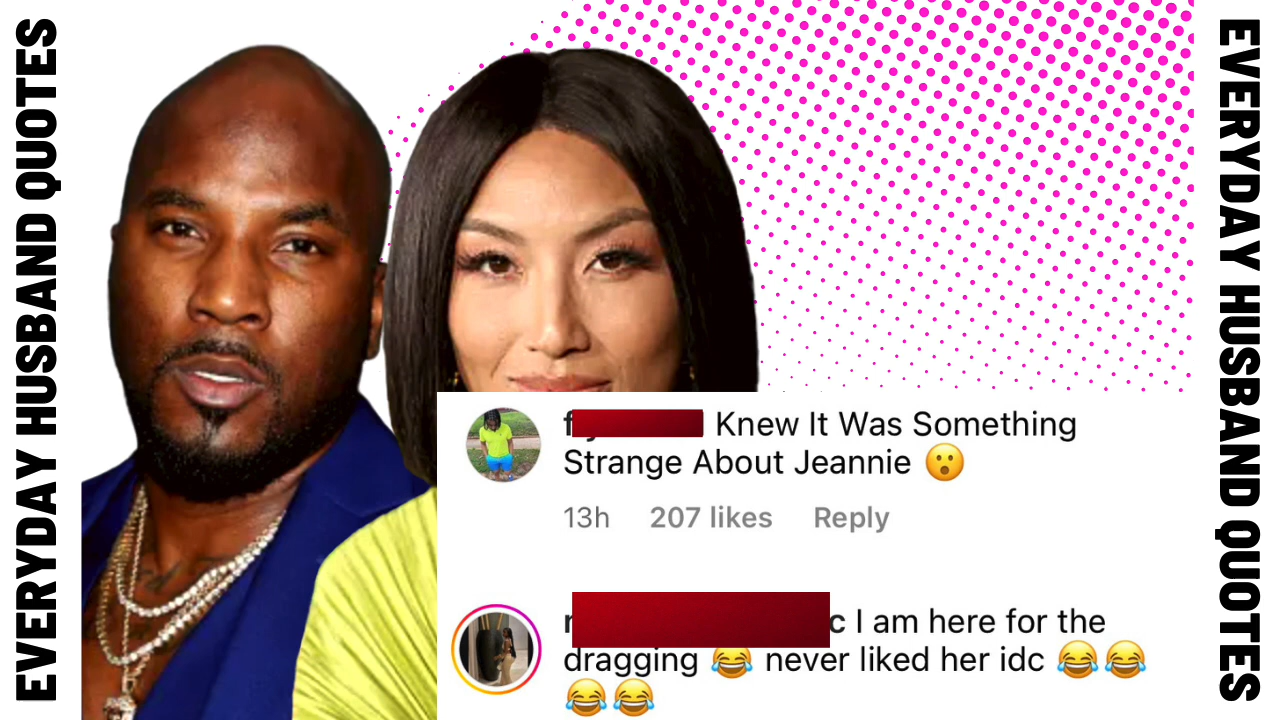 EVERYDAY HUSBAND QUOTES
Knew It Was Something
Strange About Jeannie 😮
13h 207 likes Reply
c I am here for the
dragging 😂 never liked her idc 😂😂
😂😂
EVERYDAY HUSBAND QUOTES